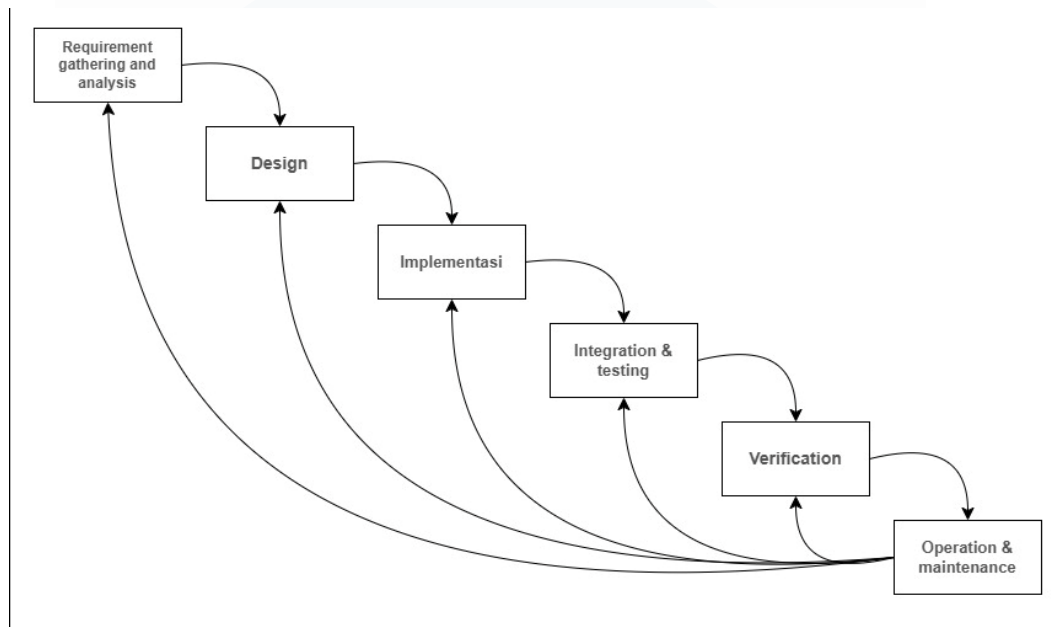 Requirement
gathering and
analysis
Design
Implementasi
Integration &
testing
Verification
Operation &
maintenance